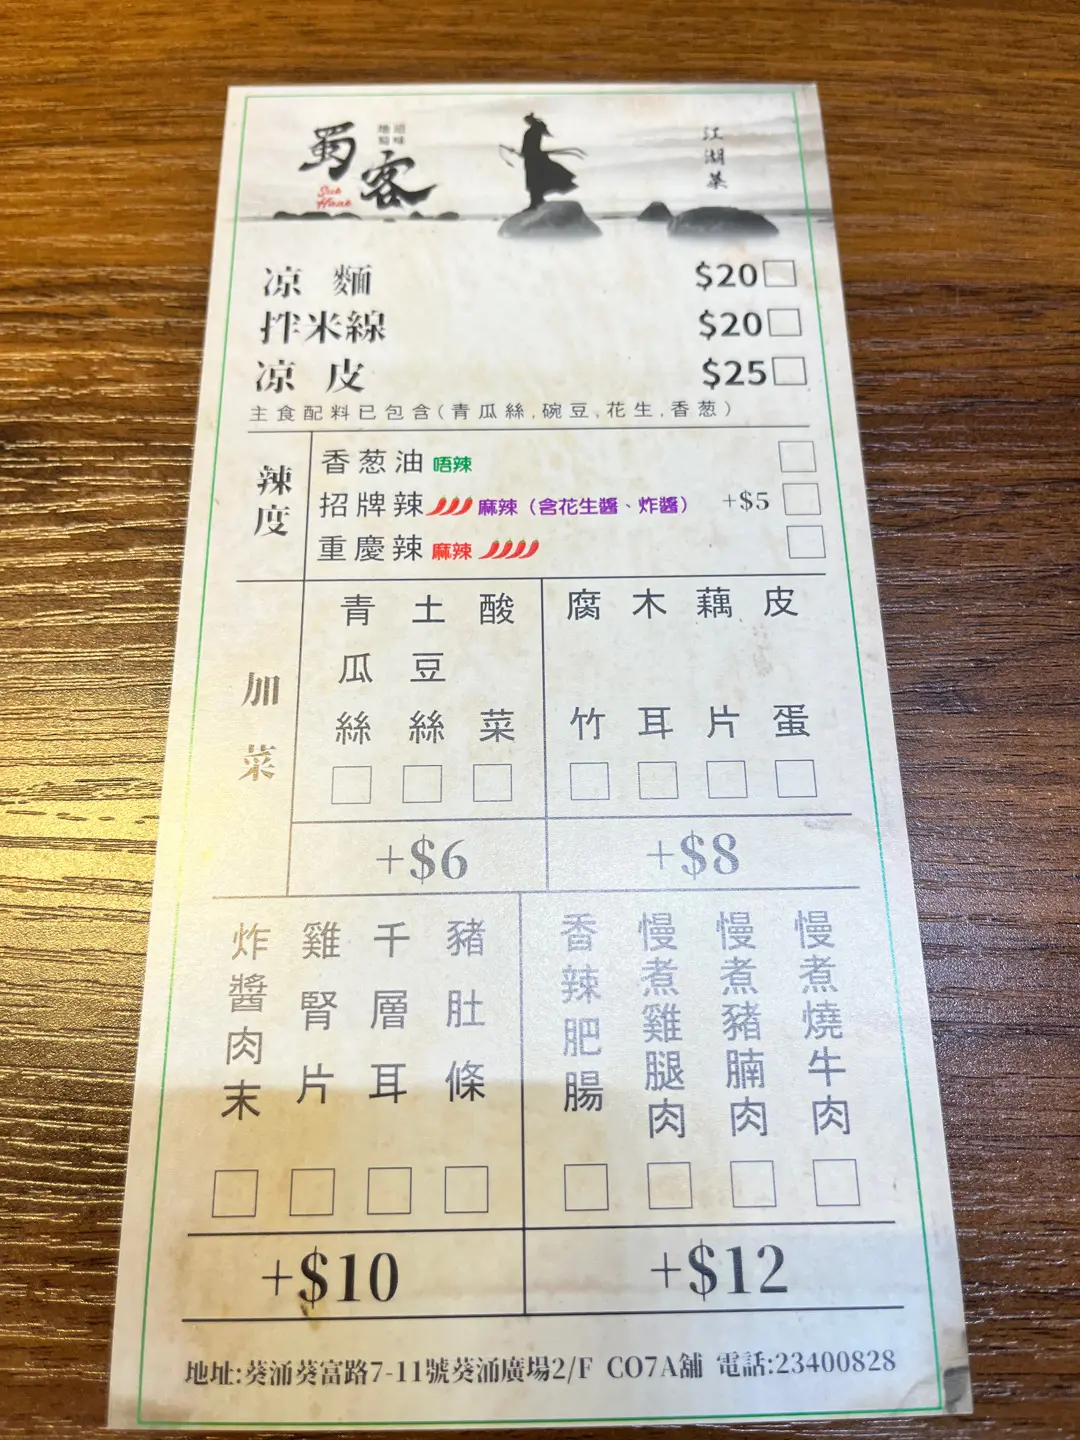 蜀客
地道
蜀味
Suk
Haak
江湖菜
凉麵 $20
拌米線 $20
凉皮 $25
主食配料已包含(青瓜絲,碗豆,花生,香葱)
辣度
香葱油 唔辣
招牌辣 麻辣（含花生醬、炸醬） +$5
重慶辣 麻辣
加菜
青瓜絲
土豆絲
酸菜
腐竹
木耳
藕片
皮蛋
+$6
+$8
炸醬肉末
雞腎片
千層耳
豬肚條
香辣肥腸
慢煮雞腿肉
慢煮豬腩肉
慢煮燒牛肉
+$10
+$12
地址:葵涌葵富路7-11號葵涌廣場2/F CO7A舖 電話:23400828